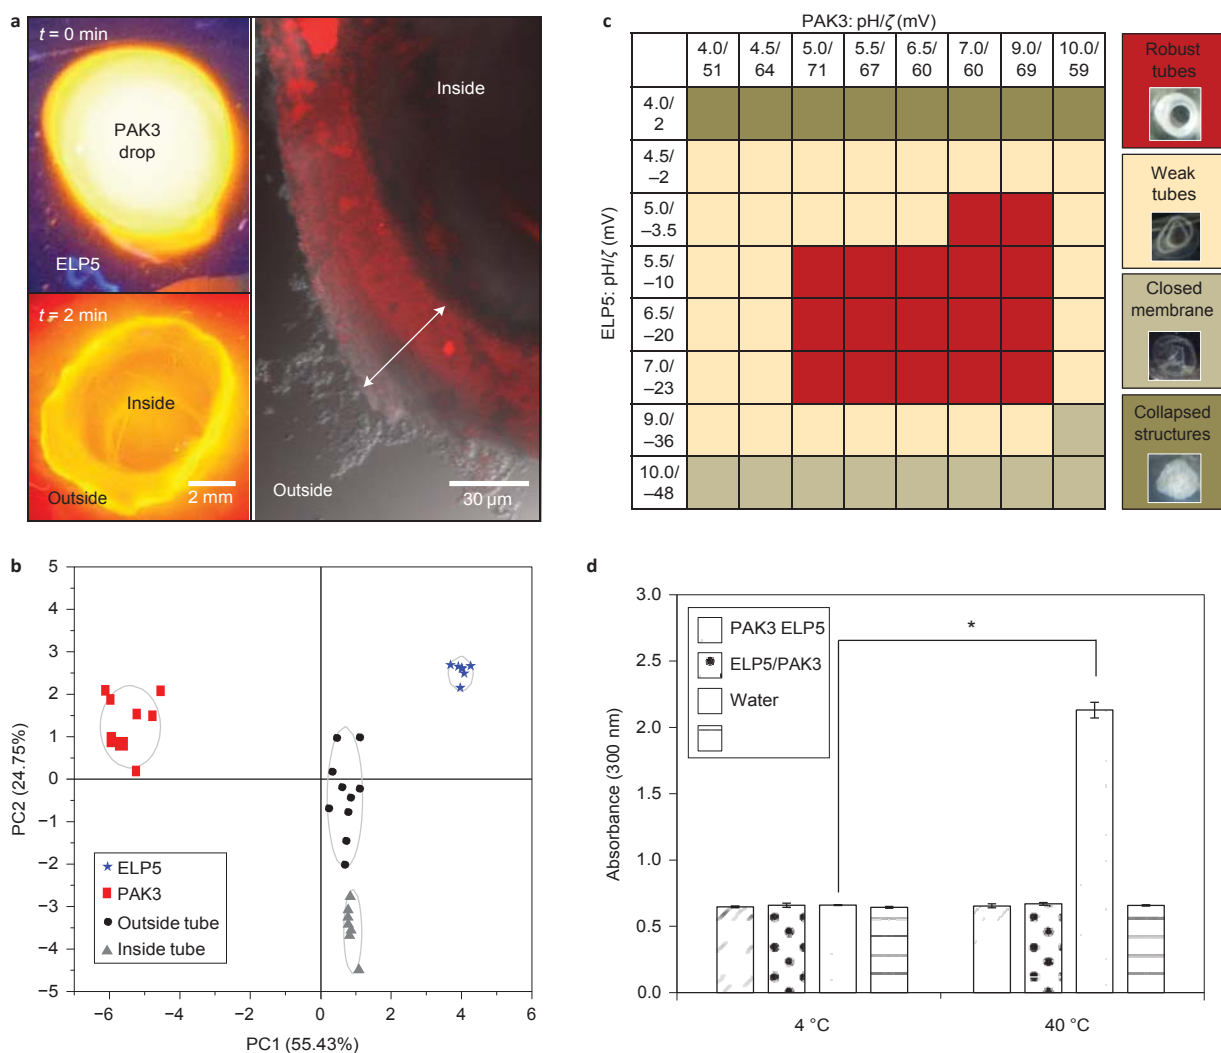 a
t = 0 min
PAK3
drop
ELP5
t = 2 min
Inside
Outside
2 mm
Inside
Outside
30 µm
c
PAK3: pH/ζ (mV)
4.0/ 4.5/ 5.0/ 5.5/ 6.5/ 7.0/ 9.0/ 10.0/
51 64 71 67 60 60 69 59
ELP5: pH/ζ (mV)
4.0/
2
4.5/
–2
5.0/
–3.5
5.5/
–10
6.5/
–20
7.0/
–23
9.0/
–36
10.0/
–48
Robust
tubes
Weak
tubes
Closed
membrane
Collapsed
structures
b
PC2 (24.75%)
5
4
3
2
1
0
−1
−2
−3
−4
−5
ELP5
PAK3
Outside tube
Inside tube
−6 −4 −2 0 2 4 6
PC1 (55.43%)
d
Absorbance (300 nm)
3.0
2.5
2.0
1.5
1.0
0.5
0.0
PAK3 ELP5
ELP5/PAK3
Water
*
4 °C 40 °C